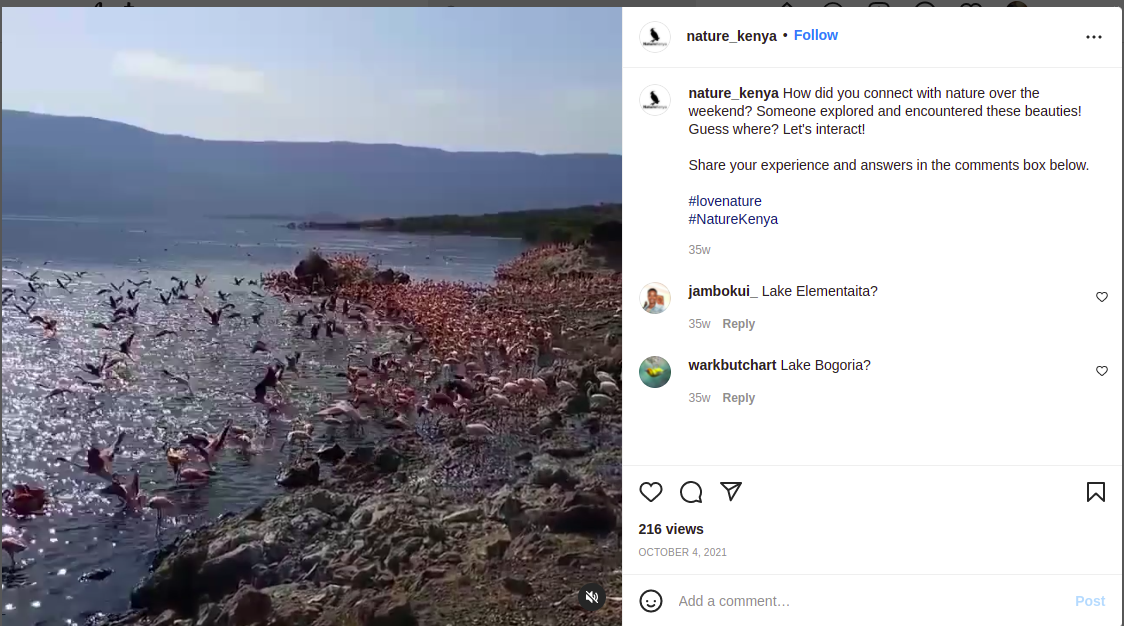 nature_kenya • Follow
nature_kenya How did you connect with nature over the
weekend? Someone explored and encountered these beauties!
Guess where? Let's interact!
Share your experience and answers in the comments box below.
#lovenature
#NatureKenya
35w
jambokui_ Lake Elementaita?
35w Reply
warkbutchart Lake Bogoria?
35w Reply
216 views
OCTOBER 4, 2021
Add a comment…
Post